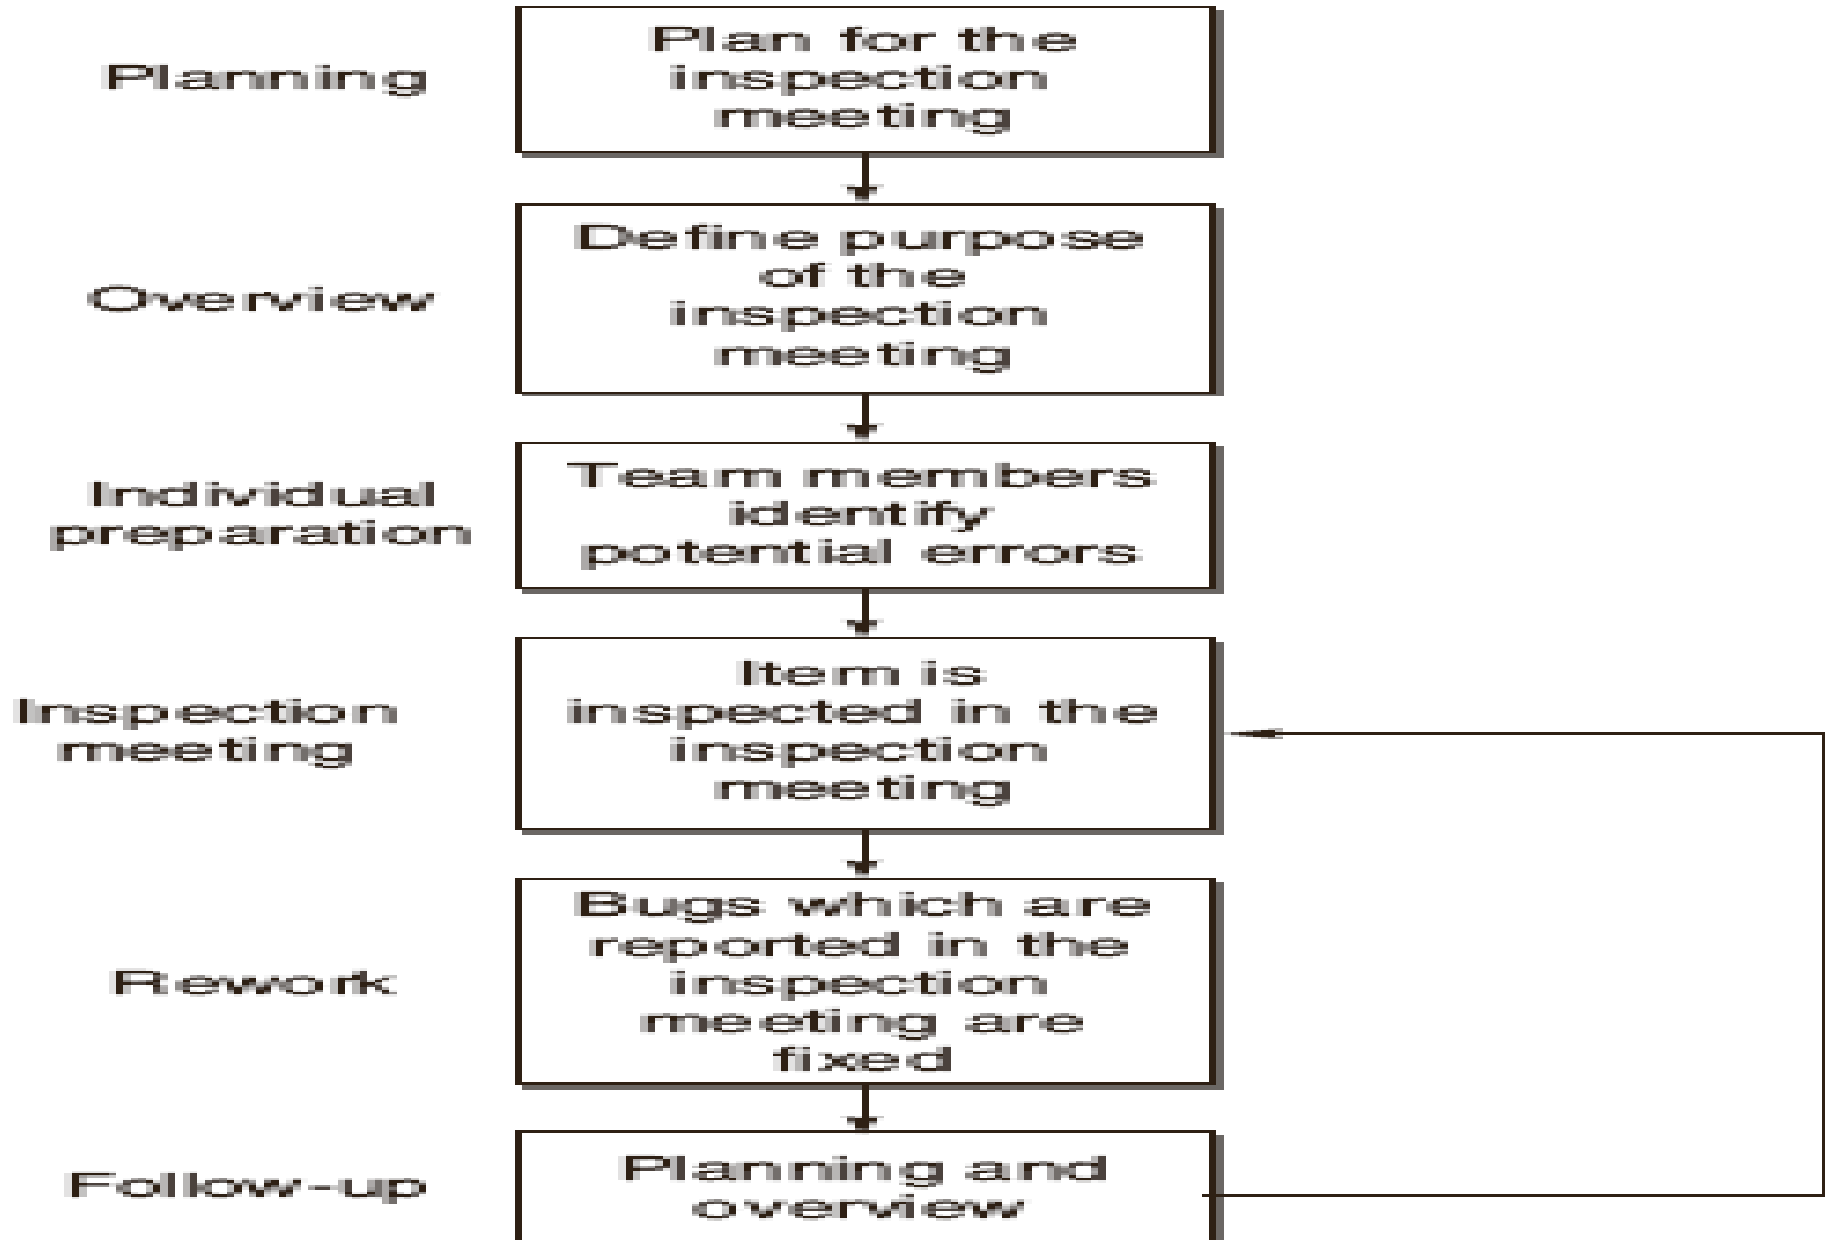 Planning
Plan for the
inspection
meeting
Overview
Define purpose
of the
inspection
meeting
Individual
preparation
Team members
identify
potential errors
Inspection
meeting
Item is
inspected in the
inspection
meeting
Rework
Bugs which are
reported in the
inspection
meeting are
fixed
Follow-up
Planning and
overview